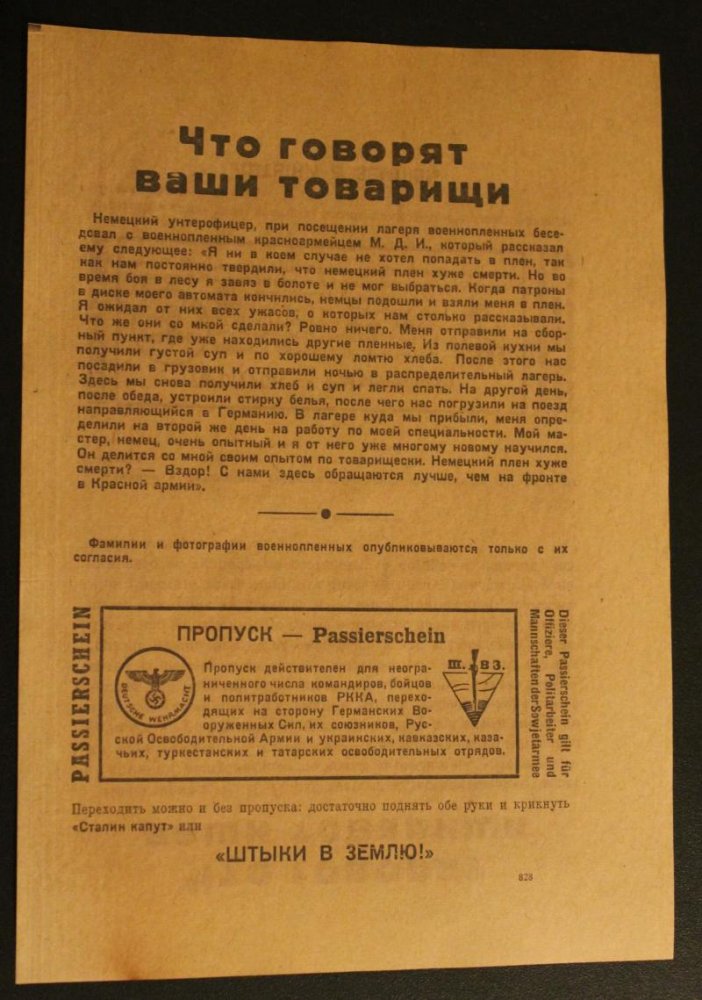 Что говорят
ваши товарищи
Немецкий унтерофицер, при посещении лагеря военнопленных бесе-
довал с военнопленным красноармейцем М. Д. И., который рассказал
ему следующее: «Я ни в коем случае не хотел попадать в плен, так
как нам постоянно твердили, что немецкий плен хуже смерти. Но во
время боя в лесу я завяз в болоте и не мог выбраться. Когда патроны
в диске моего автомата кончились, немцы подошли и взяли меня в плен.
Я ожидал от них всех ужасов, о которых нам столько рассказывали.
Что же они со мной сделали? Ровно ничего. Меня отправили на сбор-
ный пункт, где уже находились другие пленные. Из полевой кухни мы
получили густой суп и по хорошему ломтю хлеба. После этого нас
посадили в грузовик и отправили ночью в распределительный лагерь.
Здесь мы снова получили хлеб и суп и легли спать. На другой день,
после обеда, устроили стирку белья, после чего нас погрузили на поезд
направляющийся в Германию. В лагере куда мы прибыли, меня опре-
делили на второй же день на работу по моей специальности. Мой ма-
стер, немец, очень опытный и я от него уже многому новому научился.
Он делится со мной своим опытом по товарищески. Немецкий плен хуже
смерти? — Вздор! С нами здесь обращаются лучше, чем на фронте
в Красной армии».
Фамилии и фотографии военнопленных опубликовываются только с их
согласия.
PASSIERSCHEIN
ПРОПУСК — Passierschein
DEUTSCHE WEHRMACHT
Пропуск действителен для неогра-
ниченного числа командиров, бойцов
и политработников РККА, перехо-
дящих на сторону Германских Во-
оруженных Сил, их союзников, Рус-
ской Освободительной Армии и украинских, кавказских, каза-
чьих, туркестанских и татарских освободительных отрядов.
Ш. В З.
Dieser Passierschein gilt für
Offiziere, Politarbeiter und
Mannschaften der Sowjetarmee
Переходить можно и без пропуска: достаточно поднять обе руки и крикнуть
«Сталин капут» или
«ШТЫКИ В ЗЕМЛЮ!»
828